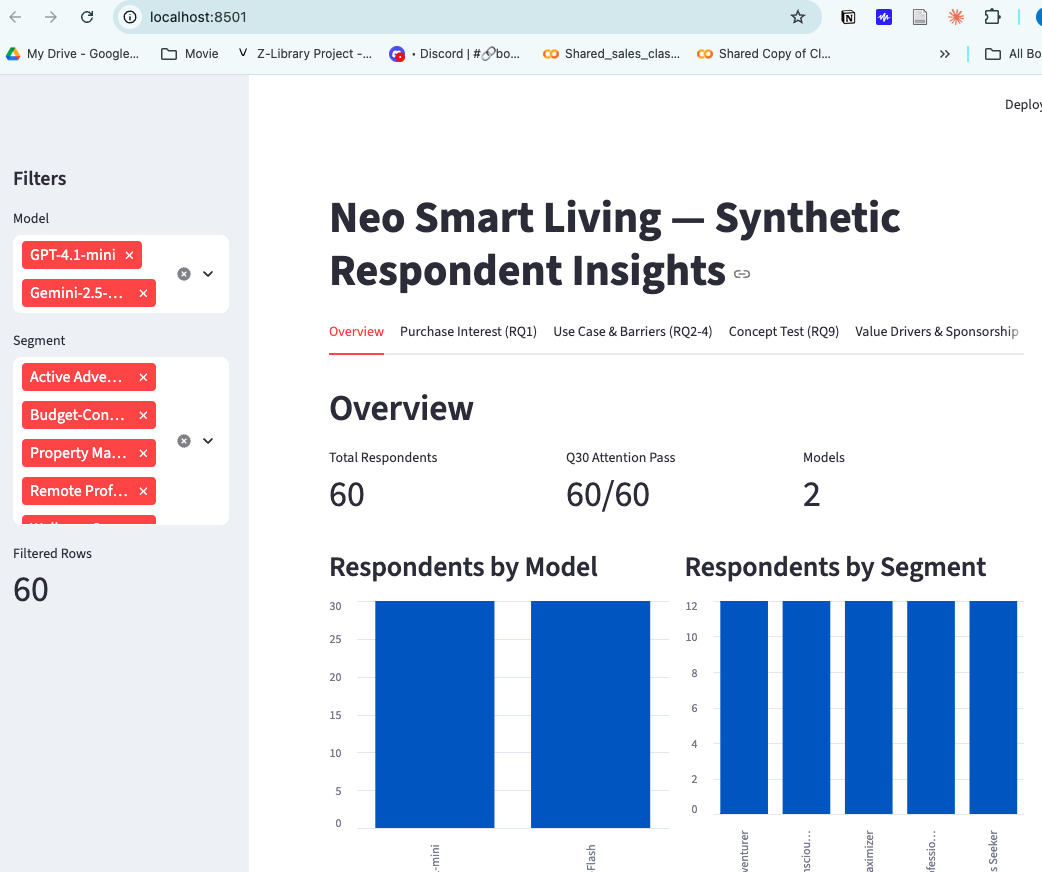 localhost:8501
My Drive - Google...
Movie
Z-Library Project -...
• Discord | #🔗bo...
Shared_sales_clas...
Shared Copy of Cl...
All Bo
Deploy
Filters
Model
GPT-4.1-mini
Gemini-2.5-...
Segment
Active Adve...
Budget-Con...
Property Ma...
Remote Prof...
Filtered Rows
60
Neo Smart Living — Synthetic
Respondent Insights
Overview
Purchase Interest (RQ1)
Use Case & Barriers (RQ2-4)
Concept Test (RQ9)
Value Drivers & Sponsorship
Overview
Total Respondents
60
Q30 Attention Pass
60/60
Models
2
Respondents by Model
30
25
20
15
10
5
0
-mini
-Flash
Respondents by Segment
12
10
8
6
4
2
0
venturer
nsciou...
aximizer
ofessio...
s Seeker